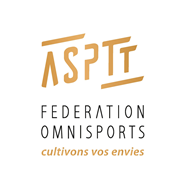 ASPTT
FEDERATION
OMNISPORTS
cultivons vos envies